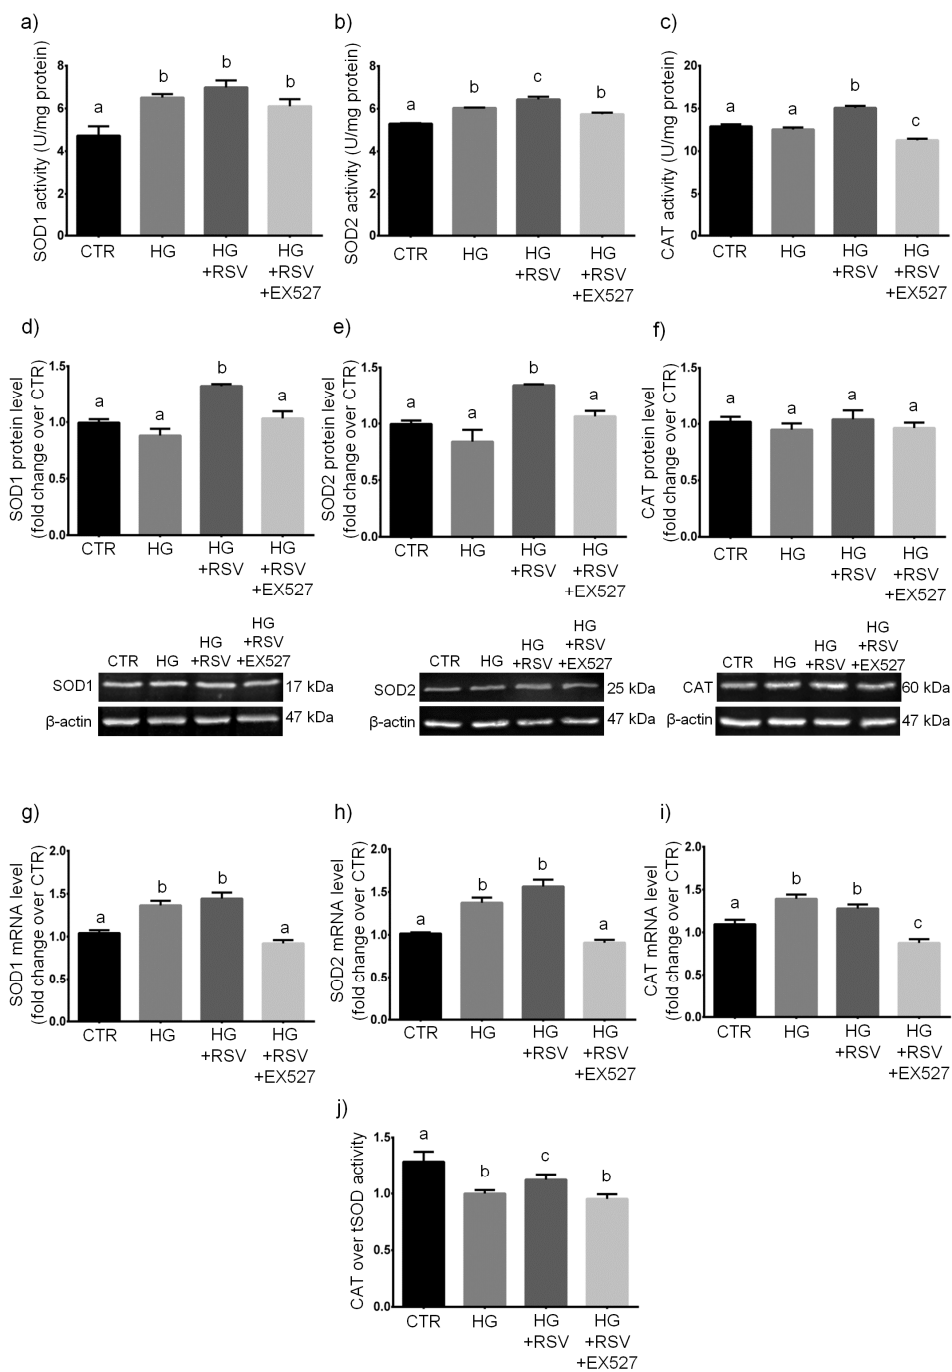 a)
SOD1 activity (U/mg protein)
8
6
4
2
0
a
b
b
b
CTR
HG
HG
+RSV
HG
+RSV
+EX527
b)
SOD2 activity (U/mg protein)
8
6
4
2
0
a
b
c
b
CTR
HG
HG
+RSV
HG
+RSV
+EX527
c)
CAT activity (U/mg protein)
20
15
10
5
0
a
a
b
c
CTR
HG
HG
+RSV
HG
+RSV
+EX527
d)
SOD1 protein level
(fold change over CTR)
1.5
1.0
0.5
0.0
a
a
b
a
CTR
HG
HG
+RSV
HG
+RSV
+EX527
e)
SOD2 protein level
(fold change over CTR)
1.5
1.0
0.5
0.0
a
a
b
a
CTR
HG
HG
+RSV
HG
+RSV
+EX527
f)
CAT protein level
(fold change over CTR)
1.5
1.0
0.5
0.0
a
a
a
a
CTR
HG
HG
+RSV
HG
+RSV
+EX527
CTR
HG
HG
+RSV
HG
+RSV
+EX527
SOD1
17 kDa
β-actin
47 kDa
CTR
HG
HG
+RSV
HG
+RSV
+EX527
SOD2
25 kDa
β-actin
47 kDa
CTR
HG
HG
+RSV
HG
+RSV
+EX527
CAT
60 kDa
β-actin
47 kDa
g)
SOD1 mRNA level
(fold change over CTR)
2.0
1.5
1.0
0.5
0.0
a
b
b
a
CTR
HG
HG
+RSV
HG
+RSV
+EX527
h)
SOD2 mRNA level
(fold change over CTR)
2.0
1.5
1.0
0.5
0.0
a
b
b
a
CTR
HG
HG
+RSV
HG
+RSV
+EX527
i)
CAT mRNA level
(fold change over CTR)
2.0
1.5
1.0
0.5
0.0
a
b
b
c
CTR
HG
HG
+RSV
HG
+RSV
+EX527
j)
CAT over tSOD activity
1.5
1.0
0.5
0.0
a
b
c
b
CTR
HG
HG
+RSV
HG
+RSV
+EX527